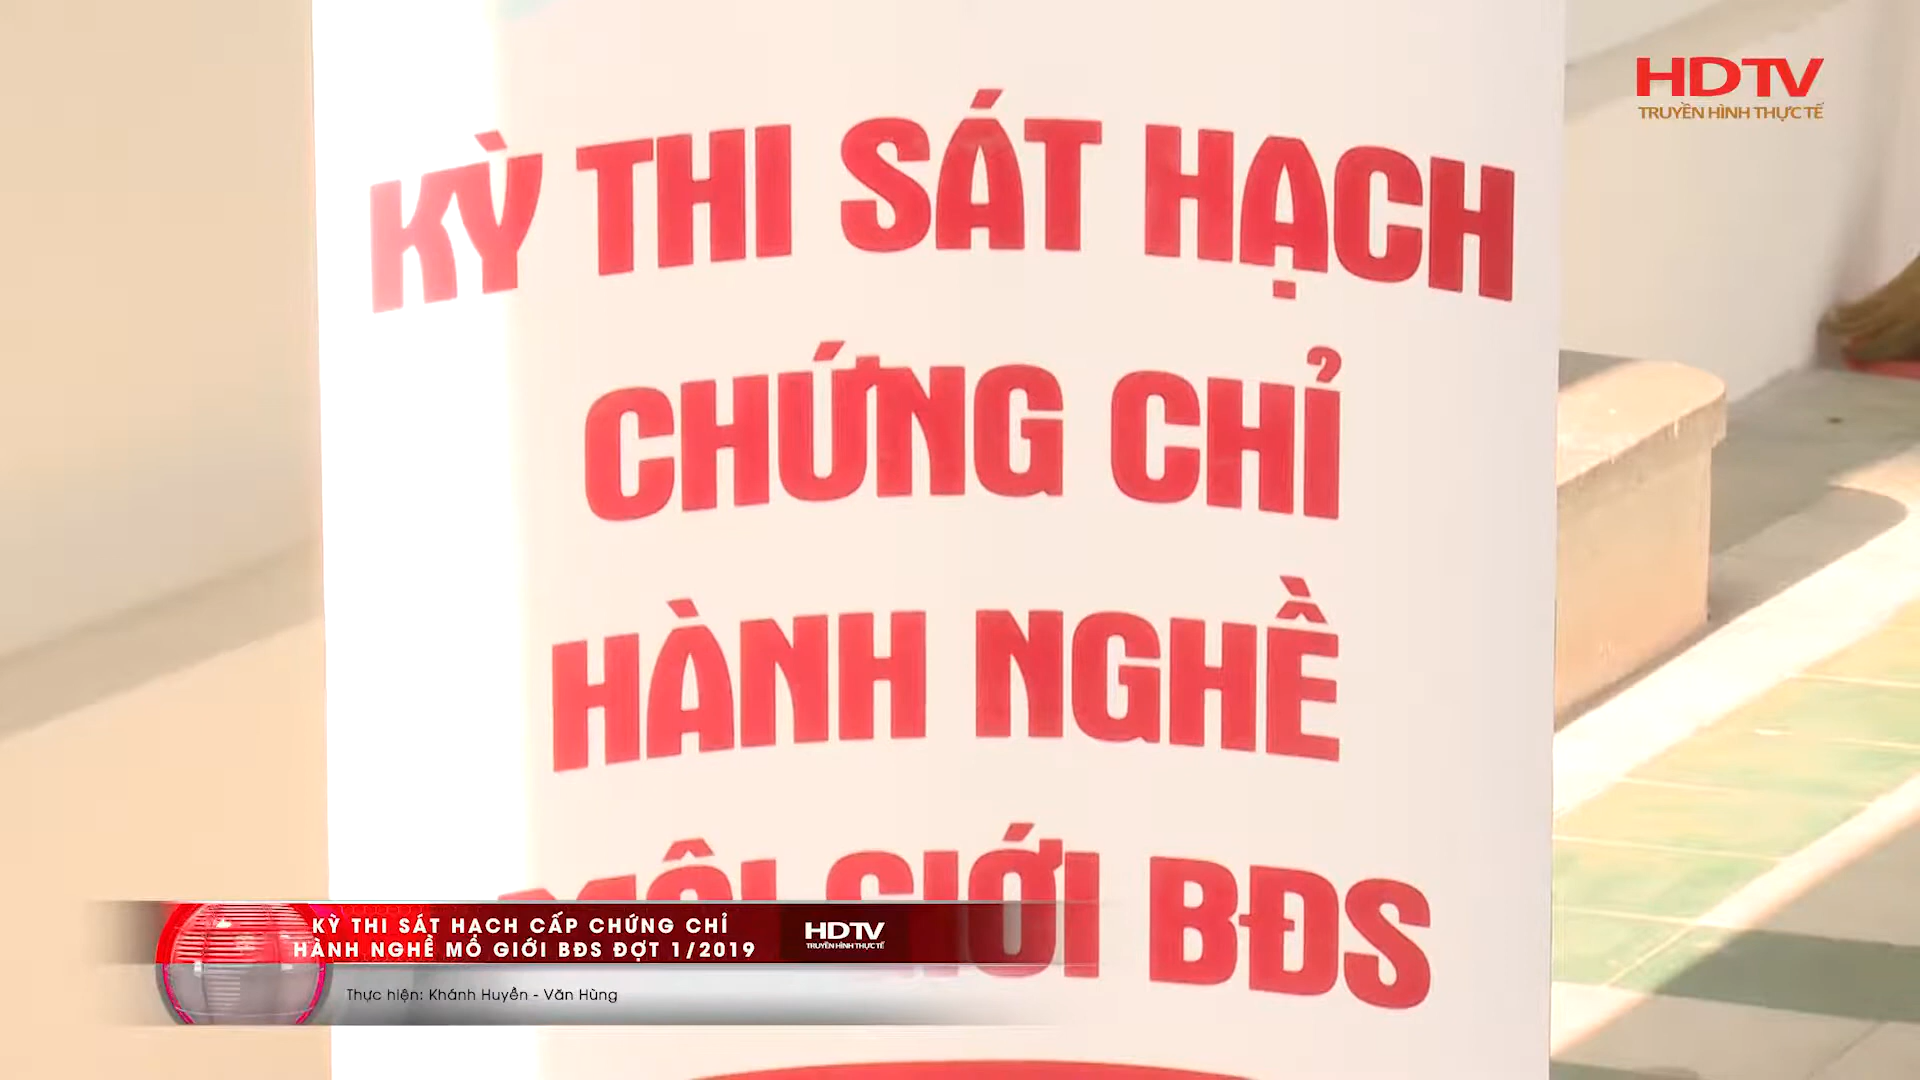 HDTV
TRUYỀN HÌNH THỰC TẾ
KỲ THI SÁT HẠCH
CHỨNG CHỈ
HÀNH NGHỀ
MÔI GIỚI BĐS
KỲ THI SÁT HẠCH CẤP CHỨNG CHỈ
HÀNH NGHỀ MÔ GIỚI BĐS ĐỢT 1/2019
HDTV
TRUYỀN HÌNH THỰC TẾ
Thực hiện: Khánh Huyền - Văn Hùng